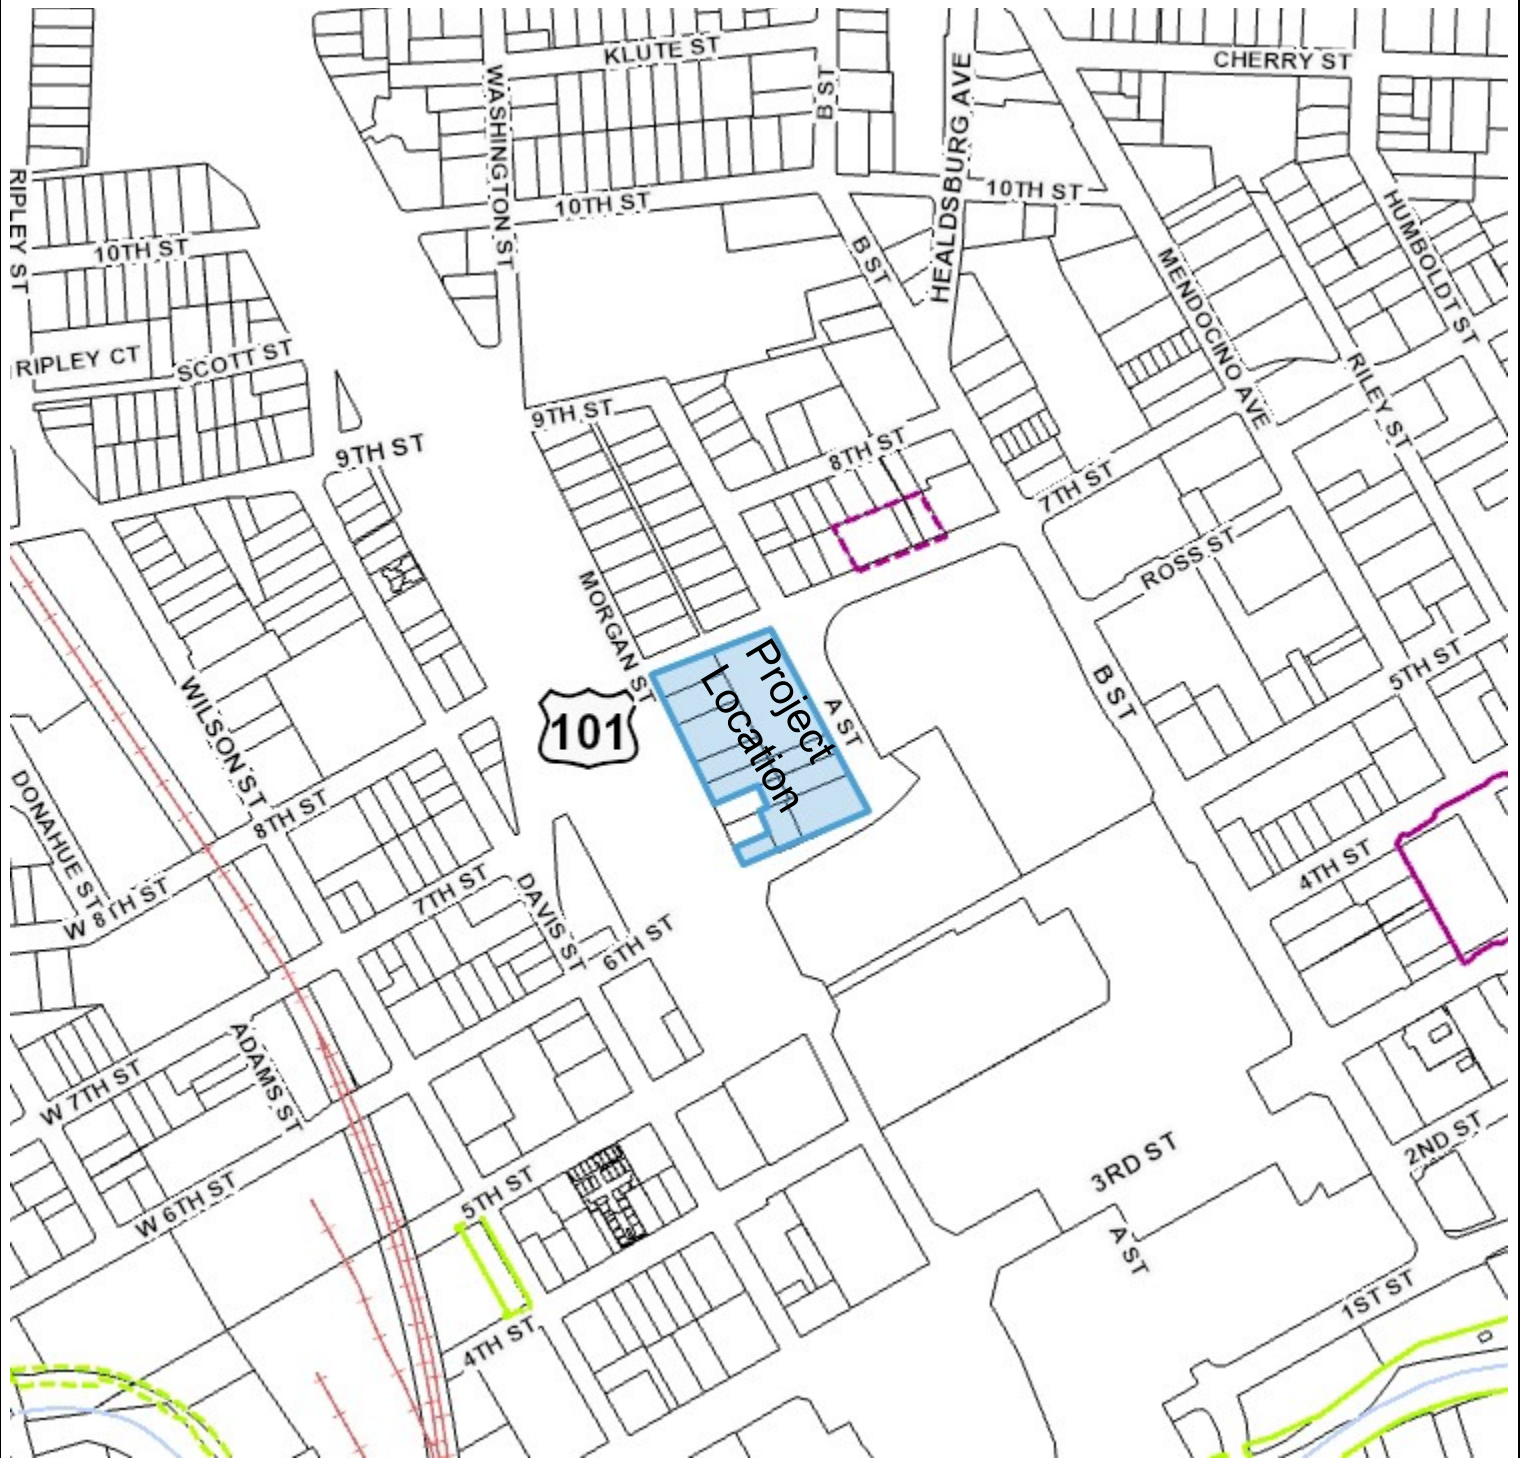 KLUTE ST
CHERRY ST
WASHINGTON ST
B ST
HEALDSBURG AVE
RIPLEY ST
10TH ST
10TH ST
10TH ST
HUMBOLDT ST
B ST
MENDOCINO AVE
RIPLEY CT
SCOTT ST
RILEY ST
9TH ST
9TH ST
8TH ST
7TH ST
ROSS ST
MORGAN ST
5TH ST
B ST
Project
Location
A ST
101
WILSON ST
DONAHUE ST
8TH ST
4TH ST
7TH ST
DAVIS ST
W 8TH ST
6TH ST
ADAMS ST
W 7TH ST
2ND ST
3RD ST
5TH ST
W 6TH ST
A ST
1ST ST
4TH ST